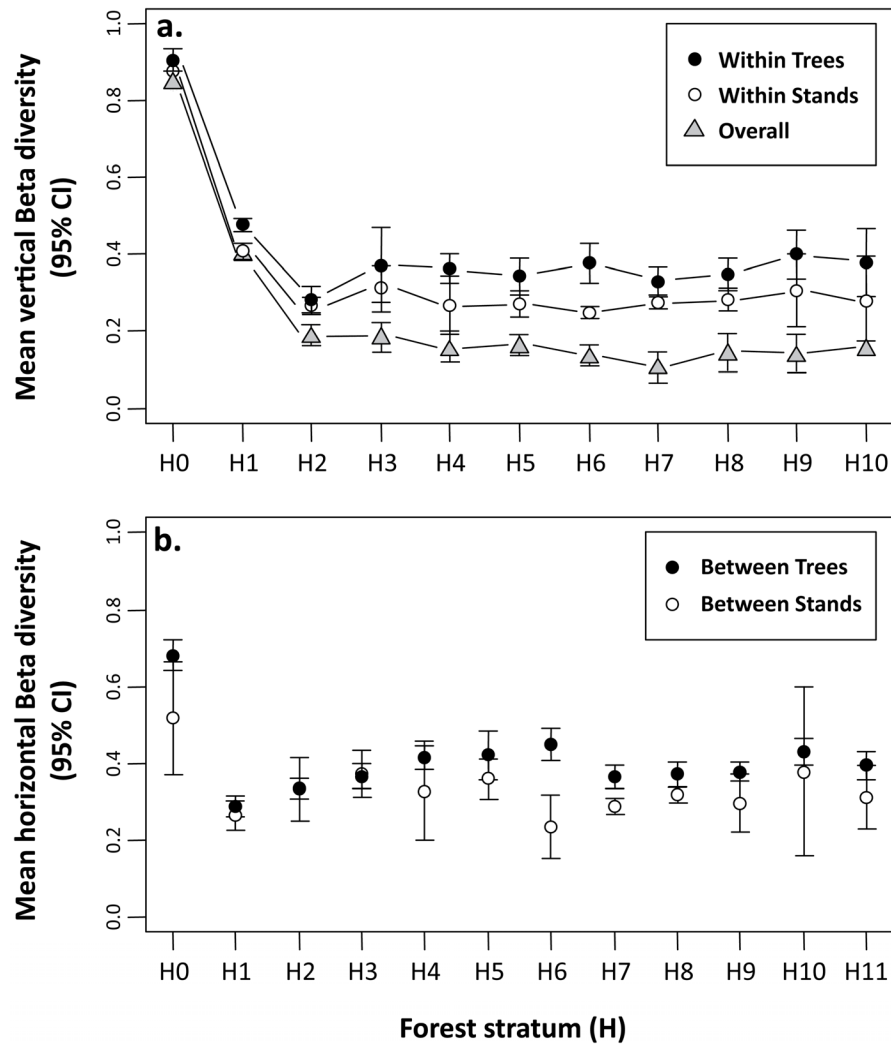 a.
Mean vertical Beta diversity
(95% CI)
1.0
0.8
0.6
0.4
0.2
0.0
Within Trees
Within Stands
Overall
H0 H1 H2 H3 H4 H5 H6 H7 H8 H9 H10
b.
Mean horizontal Beta diversity
(95% CI)
1.0
0.8
0.6
0.4
0.2
0.0
Between Trees
Between Stands
H0 H1 H2 H3 H4 H5 H6 H7 H8 H9 H10 H11
Forest stratum (H)